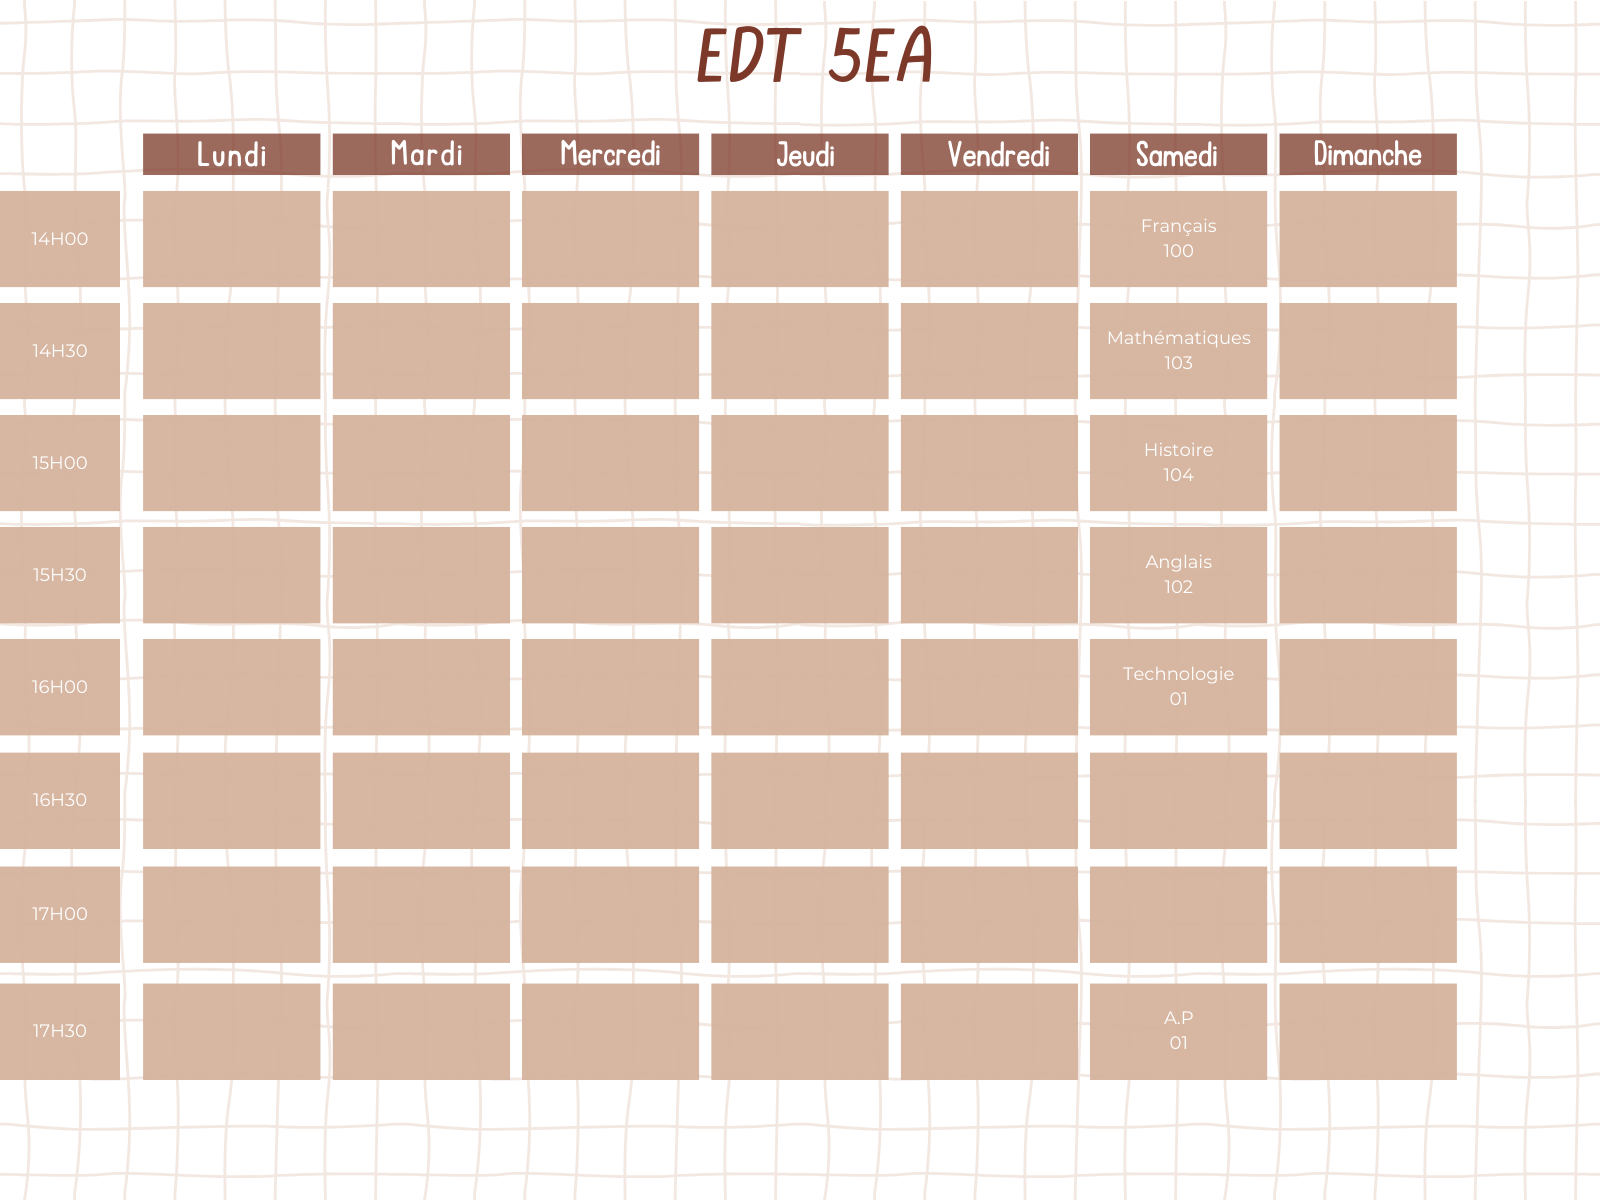 EDT 5EA
Lundi Mardi Mercredi Jeudi Vendredi Samedi Dimanche
14H00
Français
100
14H30
Mathématiques
103
15H00
Histoire
104
15H30
Anglais
102
16H00
Technologie
01
16H30
17H00
17H30
A.P
01